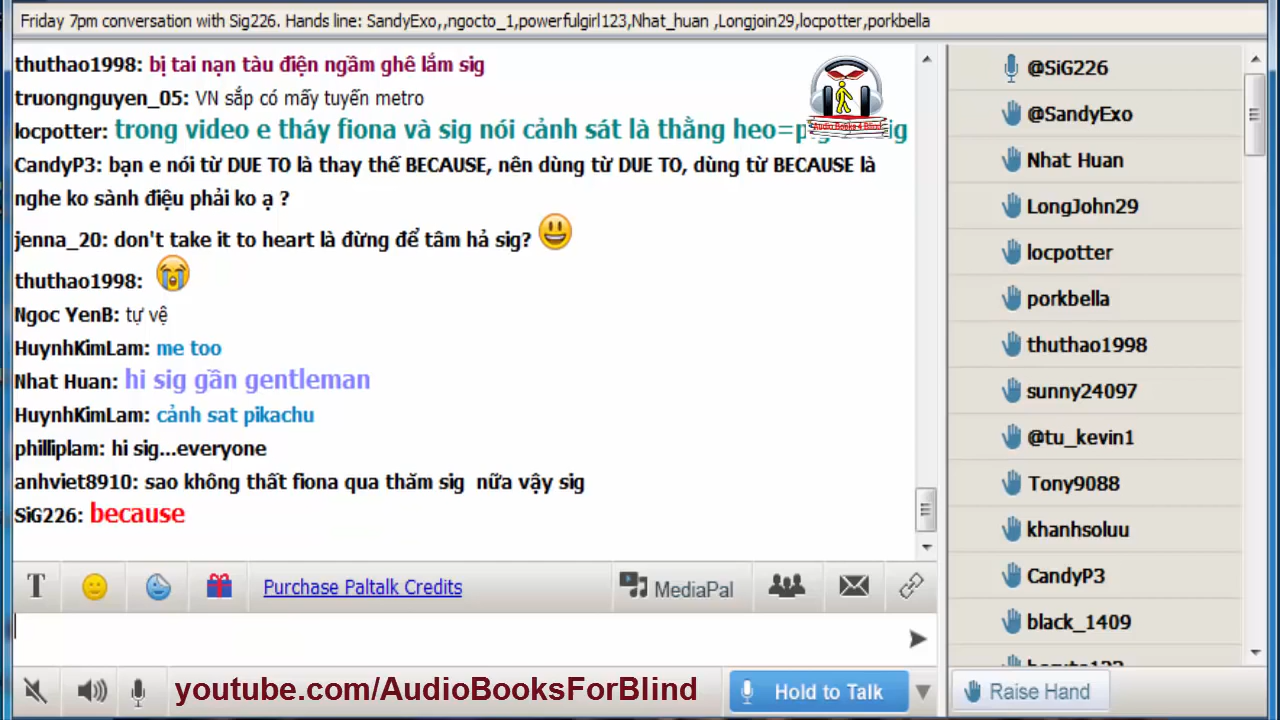 Friday 7pm conversation with Sig226. Hands line: SandyExo,,ngocto_1,powerfulgirl123,Nhat_huan ,Longjoin29,locpotter,porkbella
thuthao1998: bị tai nạn tàu điện ngầm ghê lắm sig
truongnguyen_05: VN sắp có mấy tuyến metro
locpotter: trong video e tháy fiona và sig nói cảnh sát là thằng heo=
CandyP3: bạn e nói từ DUE TO là thay thế BECAUSE, nên dùng từ DUE TO, dùng từ BECAUSE là
nghe ko sành điệu phải ko ạ ?
jenna_20: don't take it to heart là đừng để tâm hả sig?
thuthao1998:
Ngoc YenB: tự vệ
HuynhKimLam: me too
Nhat Huan: hi sig gần gentleman
HuynhKimLam: cảnh sat pikachu
philliplam: hi sig...everyone
anhviet8910: sao không thất fiona qua thăm sig nữa vậy sig
SiG226: because
Audio Books 4 Blind
T
Purchase Paltalk Credits
MediaPal
youtube.com/AudioBooksForBlind
Hold to Talk
@SiG226
@SandyExo
Nhat Huan
LongJohn29
locpotter
porkbella
thuthao1998
sunny24097
@tu_kevin1
Tony9088
khanhsoluu
CandyP3
black_1409
Raise Hand